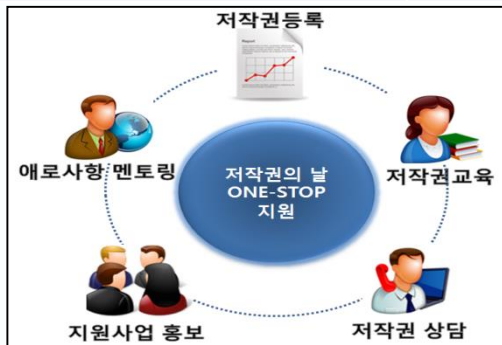 저작권등록
애로사항 멘토링
저작권의 날
ONE-STOP
지원
저작권교육
지원사업 홍보
저작권 상담